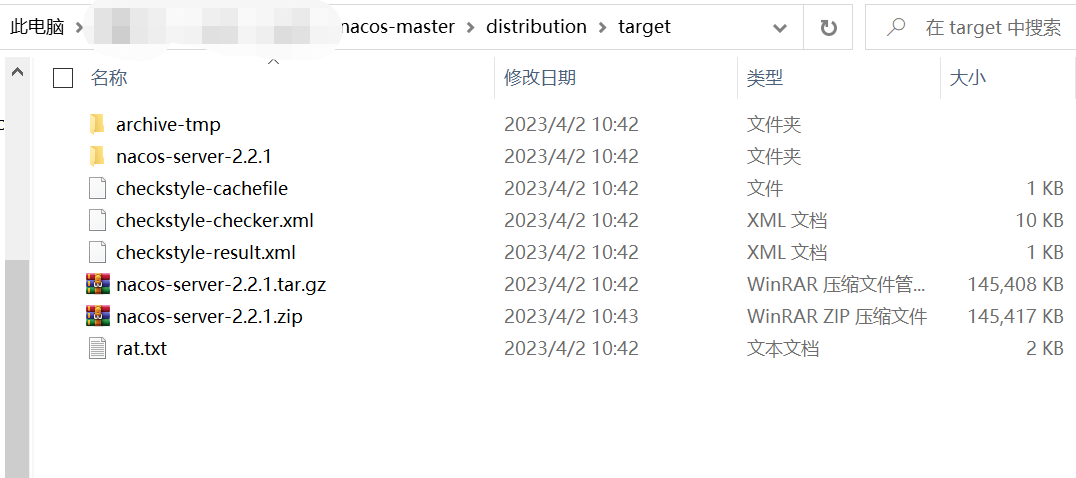 此电脑 nacos-master distribution target 在 target 中搜索
名称 修改日期 类型 大小
archive-tmp 2023/4/2 10:42 文件夹
nacos-server-2.2.1 2023/4/2 10:42 文件夹
checkstyle-cachefile 2023/4/2 10:42 文件 1 KB
checkstyle-checker.xml 2023/4/2 10:42 XML 文档 10 KB
checkstyle-result.xml 2023/4/2 10:42 XML 文档 1 KB
nacos-server-2.2.1.tar.gz 2023/4/2 10:42 WinRAR 压缩文件管... 145,408 KB
nacos-server-2.2.1.zip 2023/4/2 10:43 WinRAR ZIP 压缩文件 145,417 KB
rat.txt 2023/4/2 10:42 文本文档 2 KB